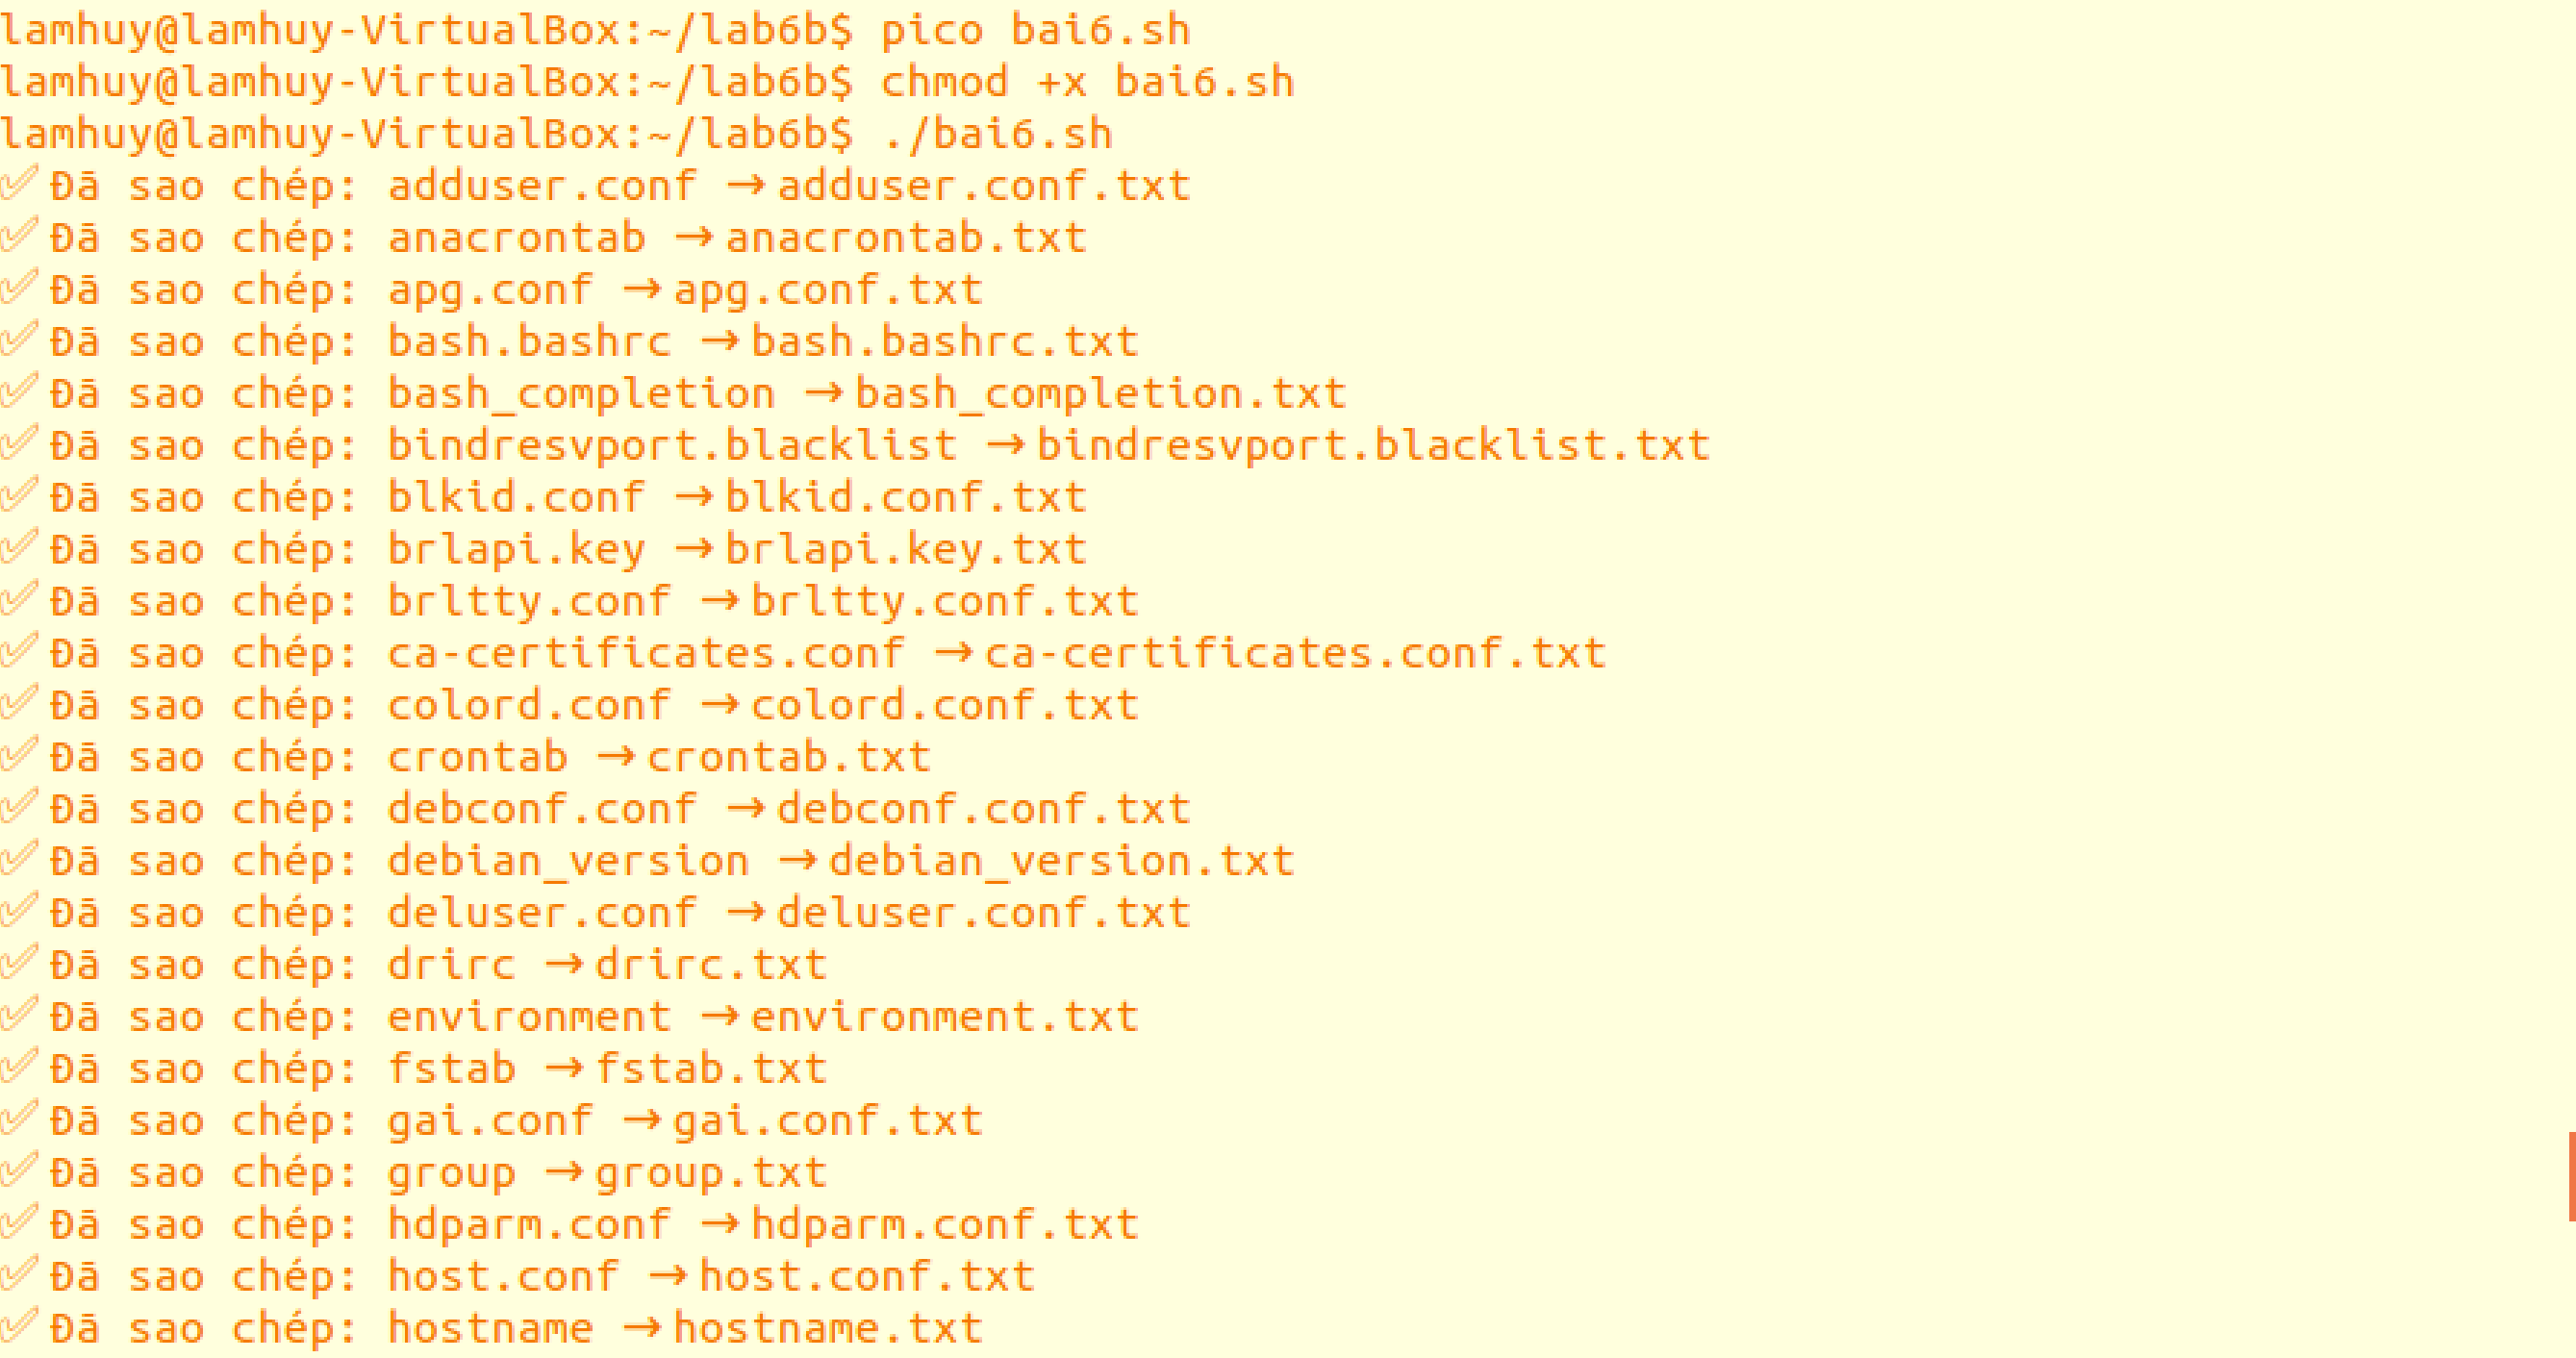 lamhuy@lamhuy-VirtualBox:~/lab6b$ pico bai6.sh
lamhuy@lamhuy-VirtualBox:~/lab6b$ chmod +x bai6.sh
lamhuy@lamhuy-VirtualBox:~/lab6b$ ./bai6.sh
✅ Đã sao chép: adduser.conf → adduser.conf.txt
✅ Đã sao chép: anacrontab → anacrontab.txt
✅ Đã sao chép: apg.conf → apg.conf.txt
✅ Đã sao chép: bash.bashrc → bash.bashrc.txt
✅ Đã sao chép: bash_completion → bash_completion.txt
✅ Đã sao chép: bindresvport.blacklist → bindresvport.blacklist.txt
✅ Đã sao chép: blkid.conf → blkid.conf.txt
✅ Đã sao chép: brlapi.key → brlapi.key.txt
✅ Đã sao chép: brltty.conf → brltty.conf.txt
✅ Đã sao chép: ca-certificates.conf → ca-certificates.conf.txt
✅ Đã sao chép: colord.conf → colord.conf.txt
✅ Đã sao chép: crontab → crontab.txt
✅ Đã sao chép: debconf.conf → debconf.conf.txt
✅ Đã sao chép: debian_version → debian_version.txt
✅ Đã sao chép: deluser.conf → deluser.conf.txt
✅ Đã sao chép: drirc → drirc.txt
✅ Đã sao chép: environment → environment.txt
✅ Đã sao chép: fstab → fstab.txt
✅ Đã sao chép: gai.conf → gai.conf.txt
✅ Đã sao chép: group → group.txt
✅ Đã sao chép: hdparm.conf → hdparm.conf.txt
✅ Đã sao chép: host.conf → host.conf.txt
✅ Đã sao chép: hostname → hostname.txt